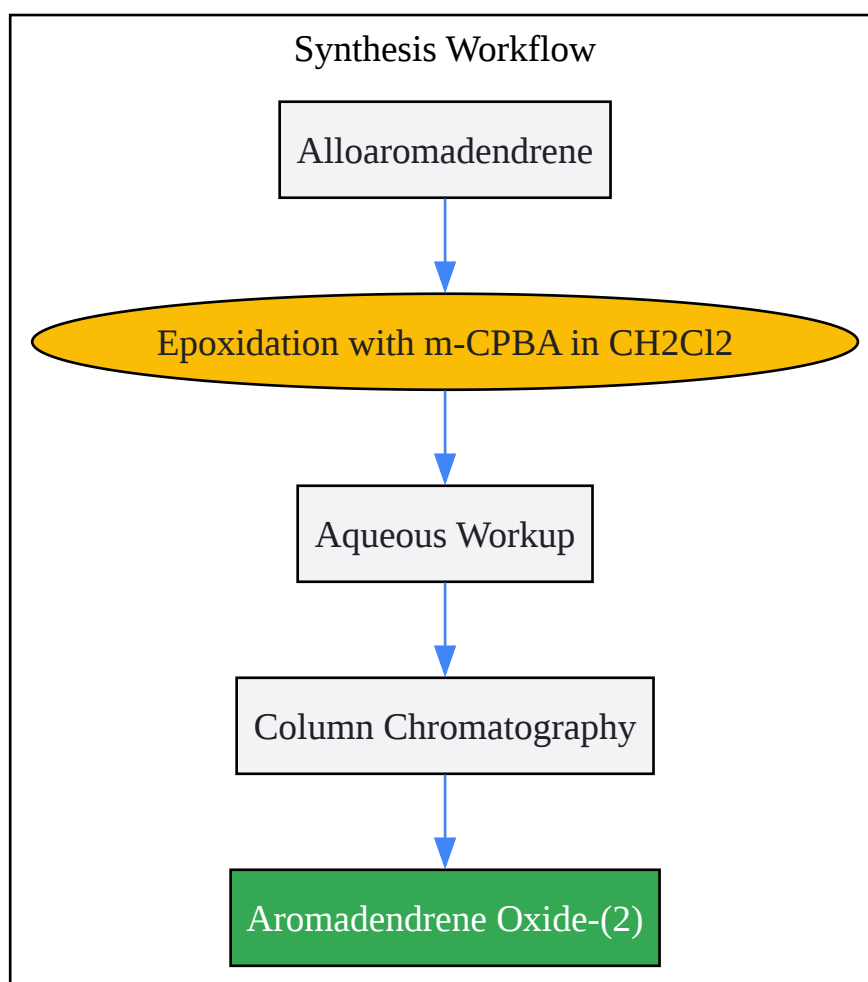 Synthesis Workflow
Alloaromadendrene
Epoxidation with m-CPBA in CH2Cl2
Aqueous Workup
Column Chromatography
Aromadendrene Oxide-(2)